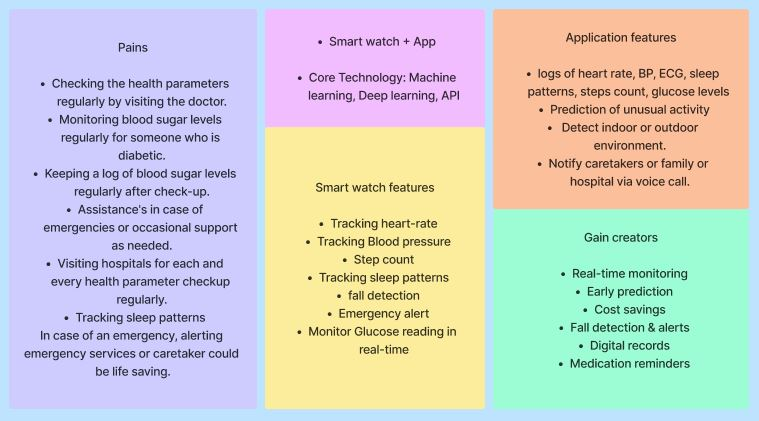 Pains
• Checking the health parameters
regularly by visiting the doctor.
• Monitoring blood sugar levels
regularly for someone who is
diabetic.
• Keeping a log of blood sugar levels
regularly after check-up.
• Assistance's in case of
emergencies or occasional support
as needed.
• Visiting hospitals for each and
every health parameter checkup
regularly.
• Tracking sleep patterns
In case of an emergency, alerting
emergency services or caretaker could
be life saving.
• Smart watch + App
• Core Technology: Machine
learning, Deep learning, API
Smart watch features
• Tracking heart-rate
• Tracking Blood pressure
• Step count
• Tracking sleep patterns
• fall detection
• Emergency alert
• Monitor Glucose reading in
real-time
Application features
• logs of heart rate, BP, ECG, sleep
patterns, steps count, glucose levels
• Prediction of unusual activity
• Detect indoor or outdoor
environment.
• Notify caretakers or family or
hospital via voice call.
Gain creators
• Real-time monitoring
• Early prediction
• Cost savings
• Fall detection & alerts
• Digital records
• Medication reminders